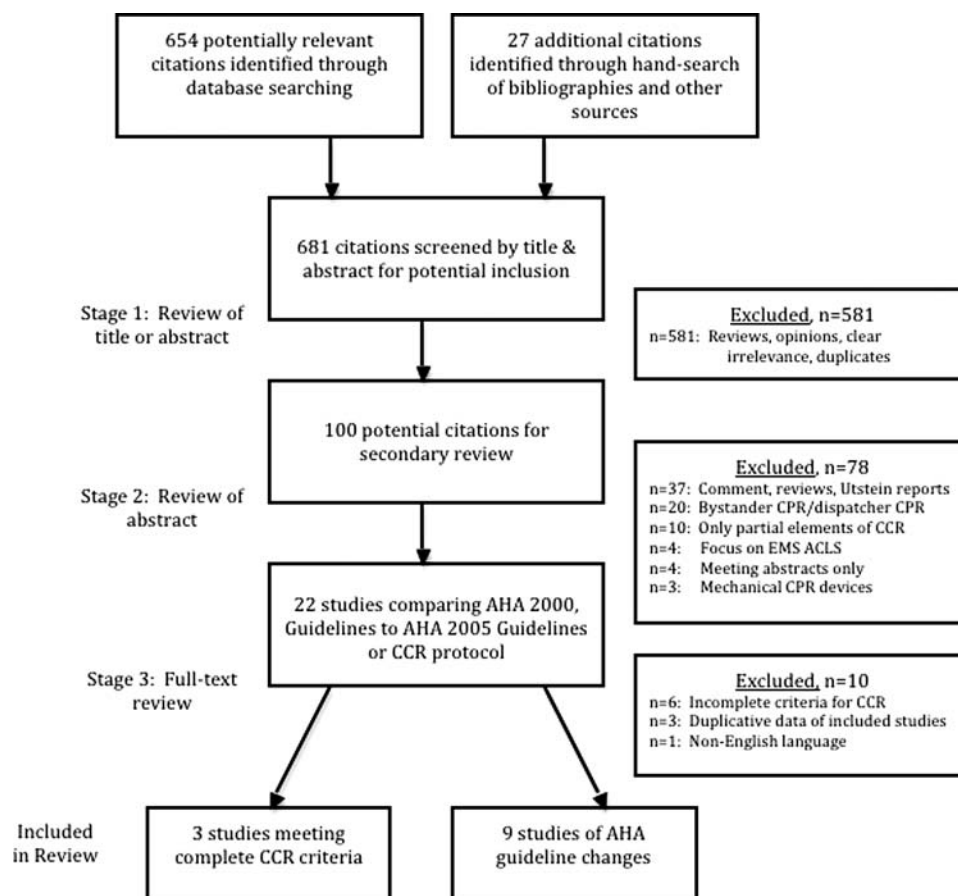 654 potentially relevant
citations identified through
database searching
27 additional citations
identified through hand-search
of bibliographies and other
sources
681 citations screened by title &
abstract for potential inclusion
Stage 1: Review of
title or abstract
Excluded, n=581
n=581: Reviews, opinions, clear
irrelevance, duplicates
100 potential citations for
secondary review
Stage 2: Review of
abstract
Excluded, n=78
n=37: Comment, reviews, Utstein reports
n=20: Bystander CPR/dispatcher CPR
n=10: Only partial elements of CCR
n=4: Focus on EMS ACLS
n=4: Meeting abstracts only
n=3: Mechanical CPR devices
22 studies comparing AHA 2000,
Guidelines to AHA 2005 Guidelines
or CCR protocol
Stage 3: Full-text
review
Excluded, n=10
n=6: Incomplete criteria for CCR
n=3: Duplicative data of included studies
n=1: Non-English language
Included
in Review
3 studies meeting
complete CCR criteria
9 studies of AHA
guideline changes